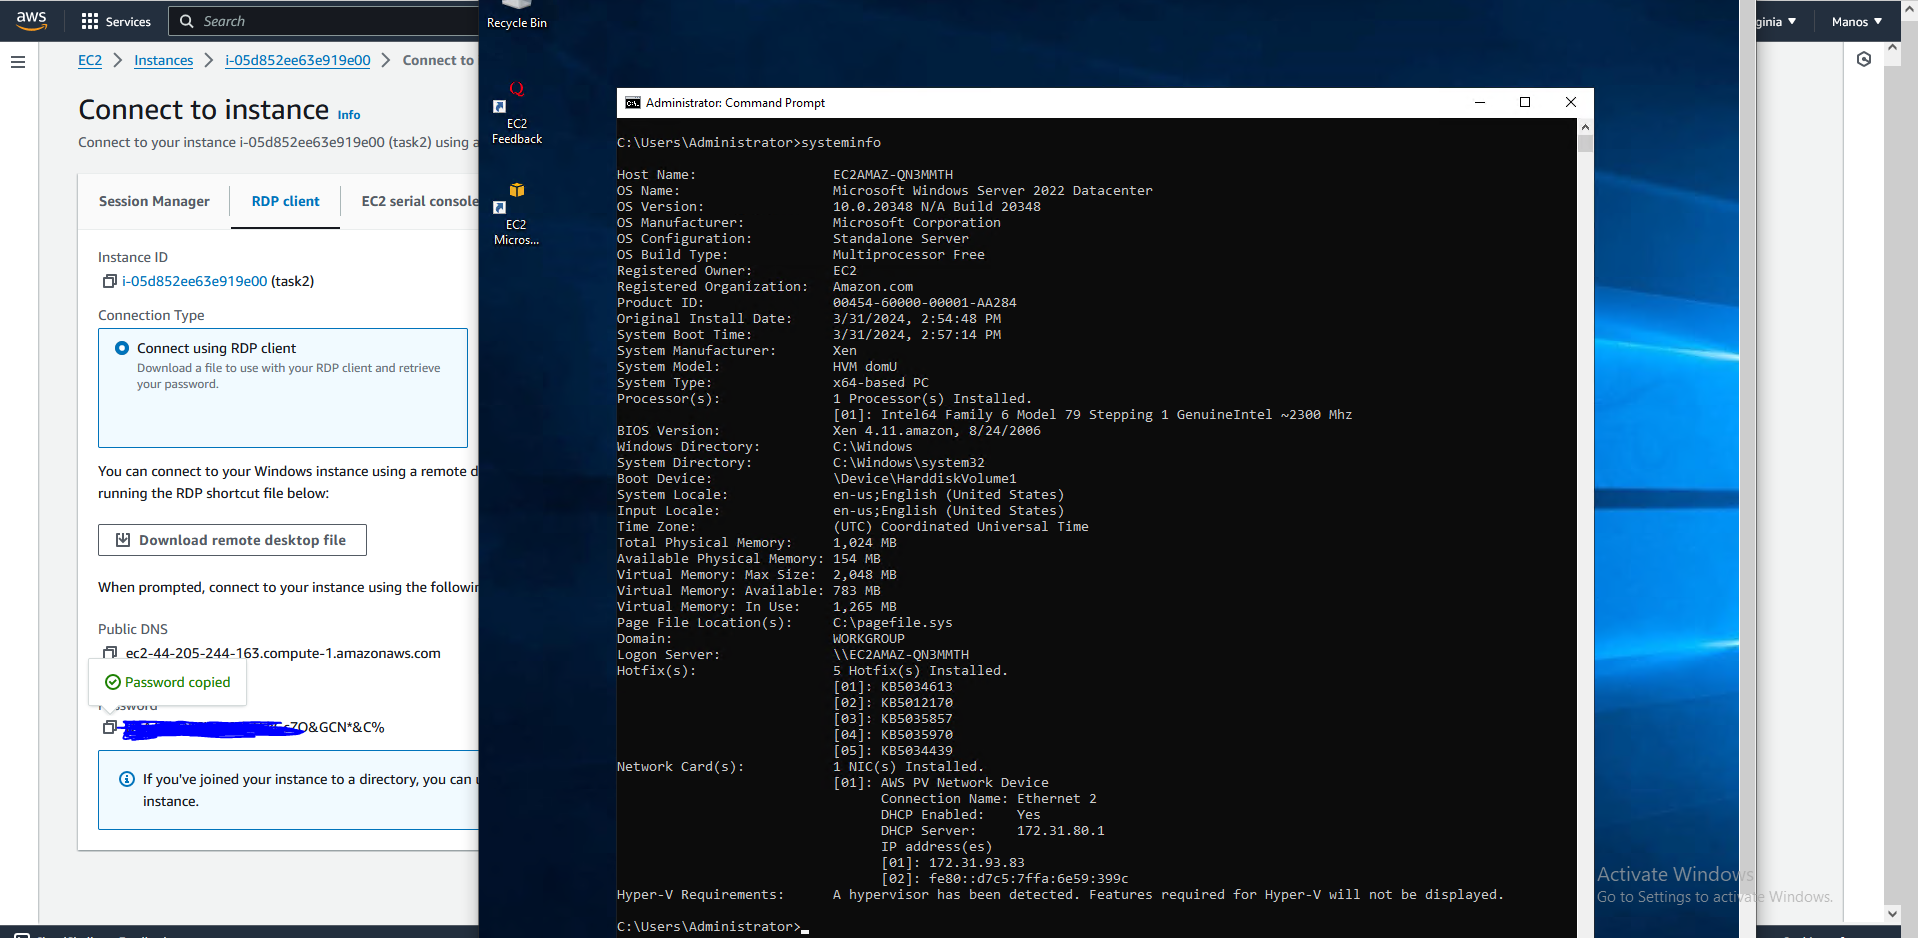 aws
Services
Search
ginia
Manos
EC2 > Instances > i-05d852ee63e919e00 > Connect to
Connect to instance Info
Connect to your instance i-05d852ee63e919e00 (task2) using a
Session Manager
RDP client
EC2 serial console
Instance ID
i-05d852ee63e919e00 (task2)
Connection Type
Connect using RDP client
Download a file to use with your RDP client and retrieve
your password.
You can connect to your Windows instance using a remote d
running the RDP shortcut file below:
Download remote desktop file
When prompted, connect to your instance using the followin
Public DNS
ec2-44-205-244-163.compute-1.amazonaws.com
Password copied
Password
ZO&GCN*&C%
If you've joined your instance to a directory, you can u
instance.
Recycle Bin
EC2
Feedback
EC2
Micros...
Administrator: Command Prompt
C:\Users\Administrator>systeminfo
Host Name: EC2AMAZ-QN3MMTH
OS Name: Microsoft Windows Server 2022 Datacenter
OS Version: 10.0.20348 N/A Build 20348
OS Manufacturer: Microsoft Corporation
OS Configuration: Standalone Server
OS Build Type: Multiprocessor Free
Registered Owner: EC2
Registered Organization: Amazon.com
Product ID: 00454-60000-00001-AA284
Original Install Date: 3/31/2024, 2:54:48 PM
System Boot Time: 3/31/2024, 2:57:14 PM
System Manufacturer: Xen
System Model: HVM domU
System Type: x64-based PC
Processor(s): 1 Processor(s) Installed.
[01]: Intel64 Family 6 Model 79 Stepping 1 GenuineIntel ~2300 Mhz
BIOS Version: Xen 4.11.amazon, 8/24/2006
Windows Directory: C:\Windows
System Directory: C:\Windows\system32
Boot Device: \Device\HarddiskVolume1
System Locale: en-us;English (United States)
Input Locale: en-us;English (United States)
Time Zone: (UTC) Coordinated Universal Time
Total Physical Memory: 1,024 MB
Available Physical Memory: 154 MB
Virtual Memory: Max Size: 2,048 MB
Virtual Memory: Available: 783 MB
Virtual Memory: In Use: 1,265 MB
Page File Location(s): C:\pagefile.sys
Domain: WORKGROUP
Logon Server: \\EC2AMAZ-QN3MMTH
Hotfix(s): 5 Hotfix(s) Installed.
[01]: KB5034613
[02]: KB5012170
[03]: KB5035857
[04]: KB5035970
[05]: KB5034439
Network Card(s): 1 NIC(s) Installed.
[01]: AWS PV Network Device
Connection Name: Ethernet 2
DHCP Enabled: Yes
DHCP Server: 172.31.80.1
IP address(es)
[01]: 172.31.93.83
[02]: fe80::d7c5:7ffa:6e59:399c
Hyper-V Requirements: A hypervisor has been detected. Features required for Hyper-V will not be displayed.
C:\Users\Administrator>
Activate Windows
Go to Settings to activate Windows.